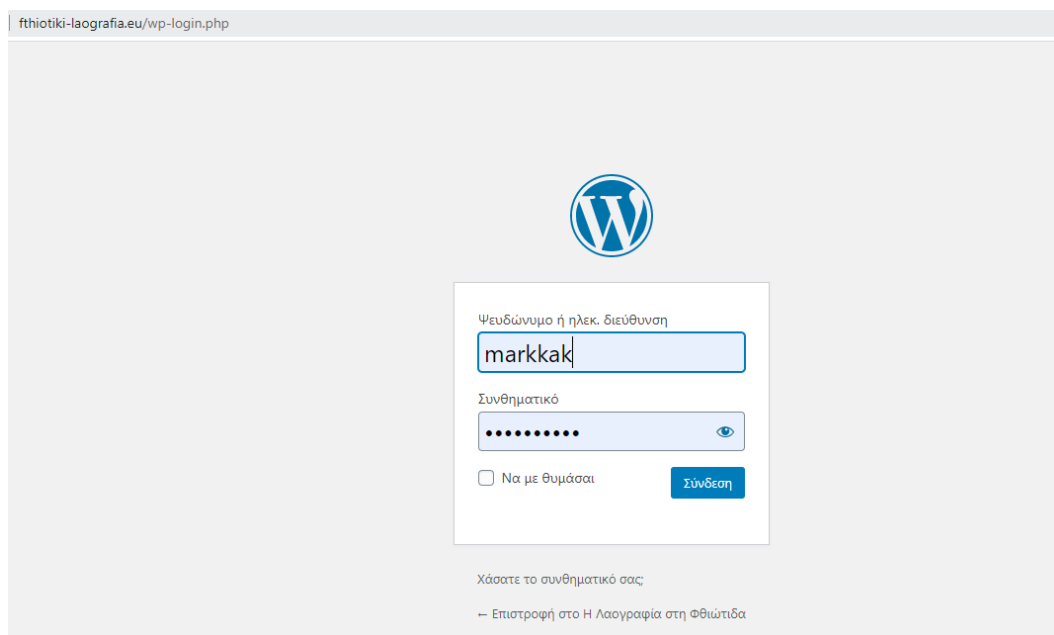 fthiotiki-laografia.eu/wp-login.php
Ψευδώνυμο ή ηλεκ. διεύθυνση
markkak
Συνθηματικό
••••••••••
Να με θυμάσαι
Σύνδεση
Χάσατε το συνθηματικό σας;
← Επιστροφή στο Η Λαογραφία στη Φθιώτιδα